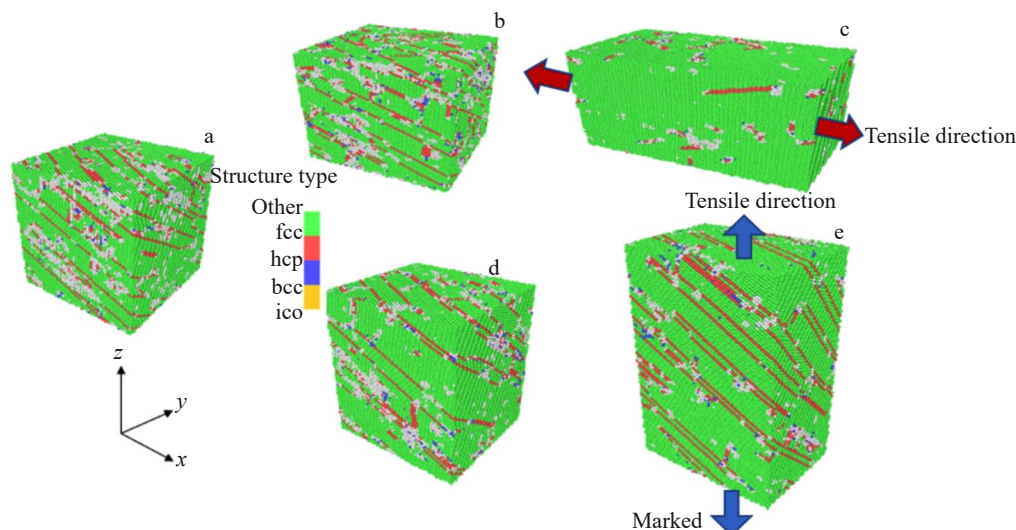 a
b
c
Tensile direction
Structure type
Other
fcc
hcp
bcc
ico
d
Tensile direction
e
z
y
x
Marked